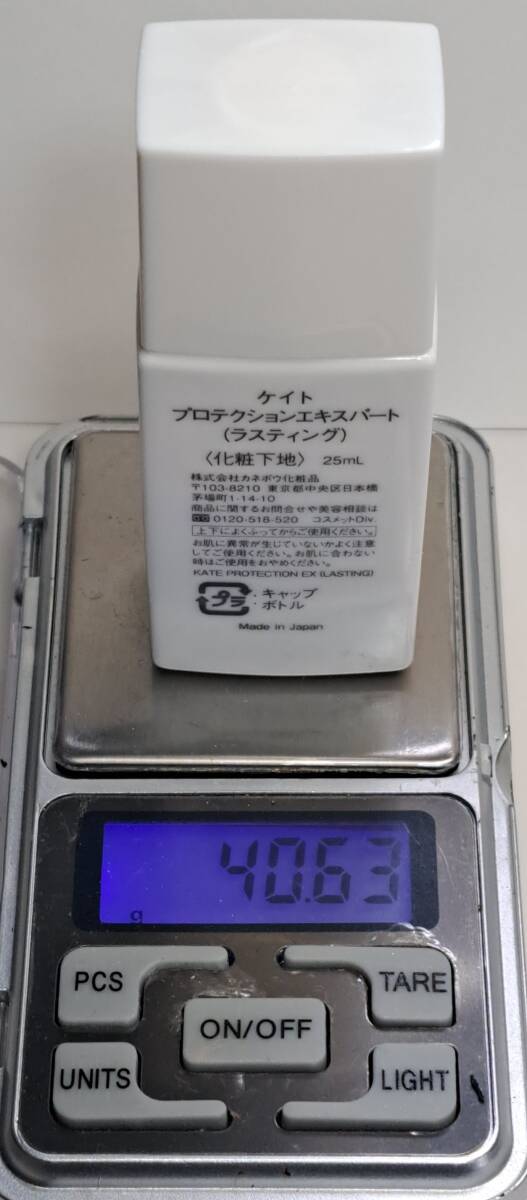 ケイト
プロテクションエキスパート
(ラスティング)
〈化粧下地〉 25mL
株式会社カネボウ化粧品
〒103-8210 東京都中央区日本橋
茅場町1-14-10
商品に関するお問合せや美容相談は
0120-518-520 コスメットDiv.
上下によくふってからご使用ください。
お肌に異常が生じていないかよく注意
してご使用ください。お肌に合わない
時はご使用をおやめください。
KATE PROTECTION EX (LASTING)
プラ
:キャップ
ボトル
Made in Japan
40.63
g
PCS
TARE
ON/OFF
UNITS
LIGHT